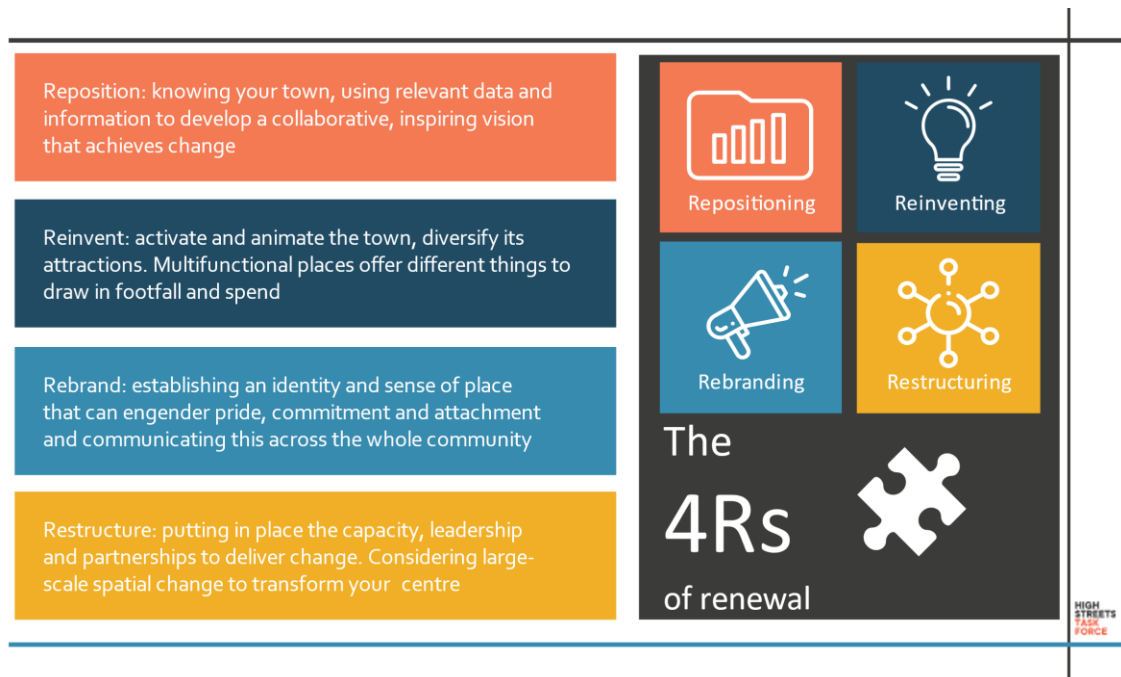 Reposition: knowing your town, using relevant data and
information to develop a collaborative, inspiring vision
that achieves change
Reinvent: activate and animate the town, diversify its
attractions. Multifunctional places offer different things to
draw in footfall and spend
Rebrand: establishing an identity and sense of place
that can engender pride, commitment and attachment
and communicating this across the whole community
Restructure: putting in place the capacity, leadership
and partnerships to deliver change. Considering large-
scale spatial change to transform your  centre
Repositioning
Reinventing
Rebranding
Restructuring
The
4Rs
of renewal
HIGH
STREETS
TASK
FORCE